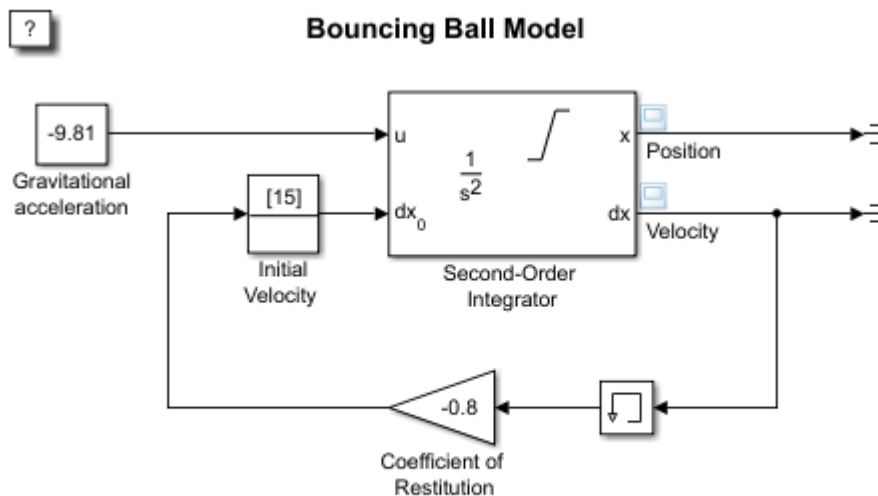 ?
Bouncing Ball Model
-9.81
Gravitational
acceleration
[15]
Initial
Velocity
u
dx0
1
s2
x
dx
Second-Order
Integrator
Position
Velocity
-0.8
Coefficient of
Restitution